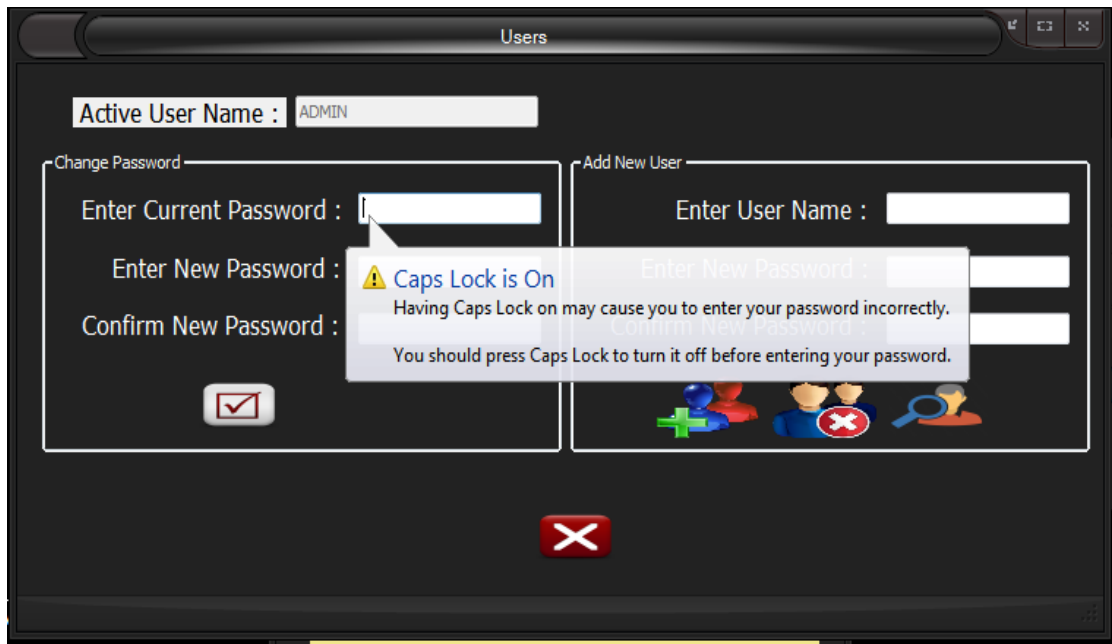 Users
Active User Name :
ADMIN
Change Password
Enter Current Password :
Enter New Password :
Confirm New Password :
Add New User
Enter User Name :
Enter New Password :
Confirm New Password :
Caps Lock is On
Having Caps Lock on may cause you to enter your password incorrectly.
You should press Caps Lock to turn it off before entering your password.